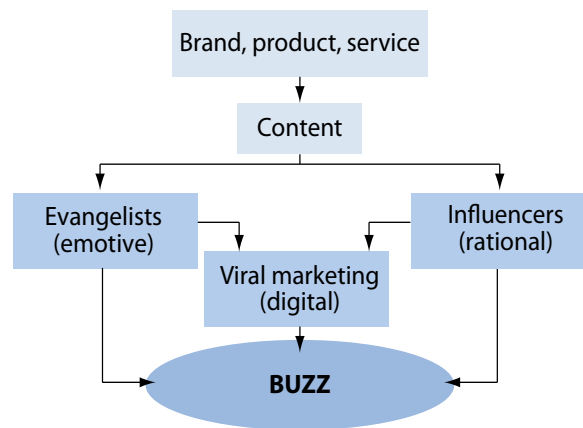 Brand, product, service
Content
Evangelists
(emotive)
Influencers
(rational)
Viral marketing
(digital)
BUZZ